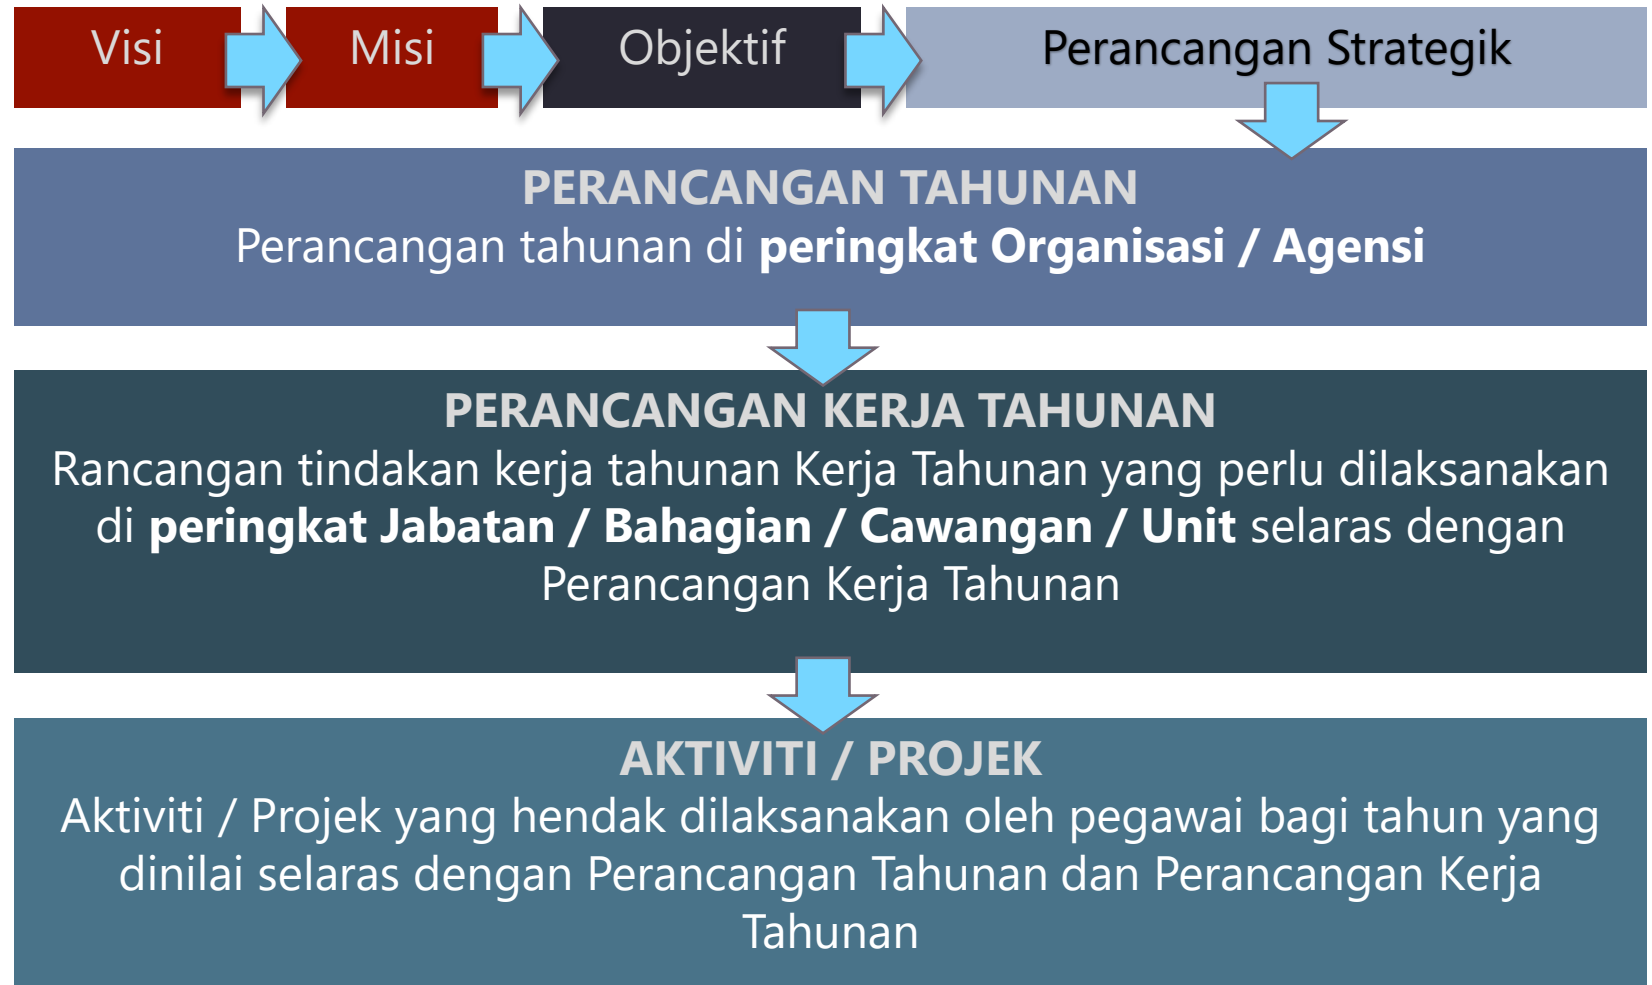 Visi
Misi
Objektif
Perancangan Strategik
PERANCANGAN TAHUNAN
Perancangan tahunan di peringkat Organisasi / Agensi
PERANCANGAN KERJA TAHUNAN
Rancangan tindakan kerja tahunan Kerja Tahunan yang perlu dilaksanakan
di peringkat Jabatan / Bahagian / Cawangan / Unit selaras dengan
Perancangan Kerja Tahunan
AKTIVITI / PROJEK
Aktiviti / Projek yang hendak dilaksanakan oleh pegawai bagi tahun yang
dinilai selaras dengan Perancangan Tahunan dan Perancangan Kerja
Tahunan